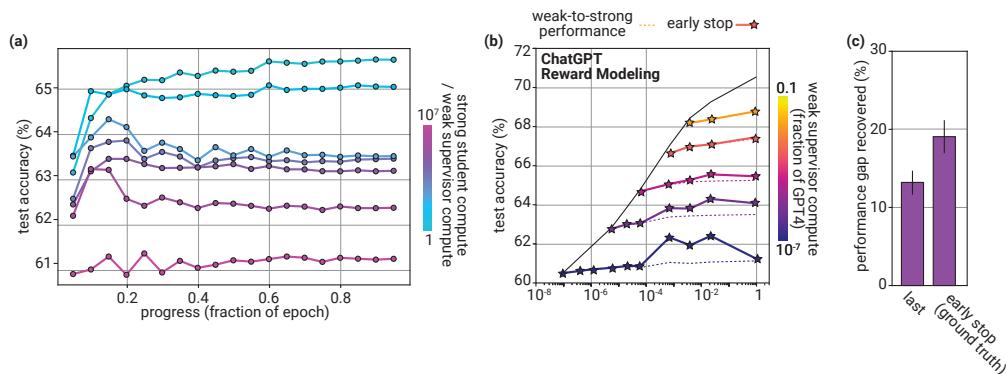 weak-to-strong
performance
early stop
(a)
test accuracy (%)
65
64
63
62
61
0.2
0.4
0.6
0.8
progress (fraction of epoch)
10⁷
1
strong student compute
/ weak supervisor compute
(b)
ChatGPT
Reward Modeling
test accuracy (%)
72
70
68
66
64
62
60
10⁻⁸
10⁻⁶
10⁻⁴
10⁻²
1
0.1
10⁻⁷
weak supervisor compute
(fraction of GPT4)
(c)
performance gap recovered (%)
30
20
10
0
last
early stop
(ground truth)